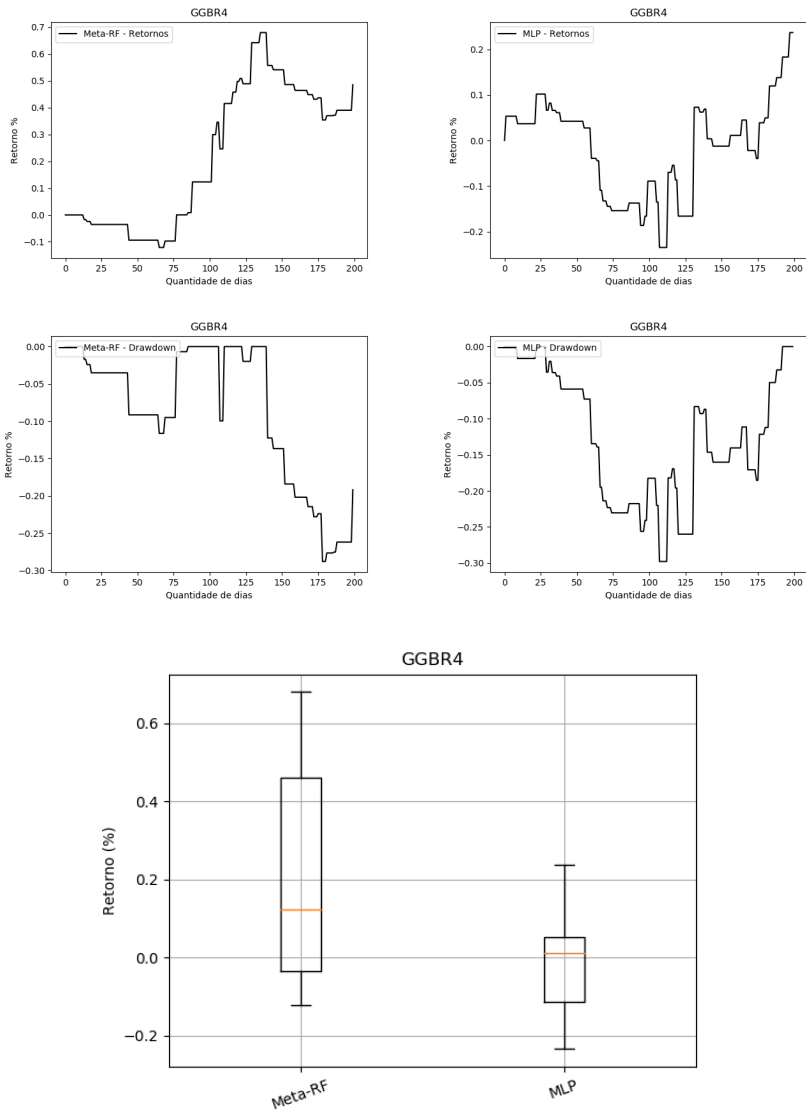 GGBR4
Meta-RF - Retornos
Retorno %
0.7
0.6
0.5
0.4
0.3
0.2
0.1
0.0
−0.1
0 25 50 75 100 125 150 175 200
Quantidade de dias
GGBR4
MLP - Retornos
Retorno %
0.2
0.1
0.0
−0.1
−0.2
0 25 50 75 100 125 150 175 200
Quantidade de dias
GGBR4
Meta-RF - Drawdown
Retorno %
0.00
−0.05
−0.10
−0.15
−0.20
−0.25
−0.30
0 25 50 75 100 125 150 175 200
Quantidade de dias
GGBR4
MLP - Drawdown
Retorno %
0.00
−0.05
−0.10
−0.15
−0.20
−0.25
−0.30
0 25 50 75 100 125 150 175 200
Quantidade de dias
GGBR4
Retorno (%)
0.6
0.4
0.2
0.0
−0.2
Meta-RF MLP